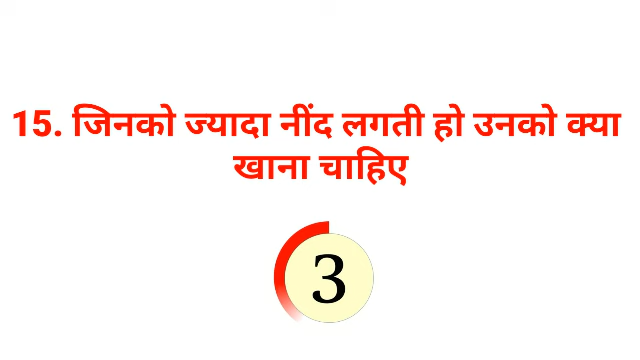 15. जिनको ज्यादा नींद लगती हो उनको क्या
खाना चाहिए
3